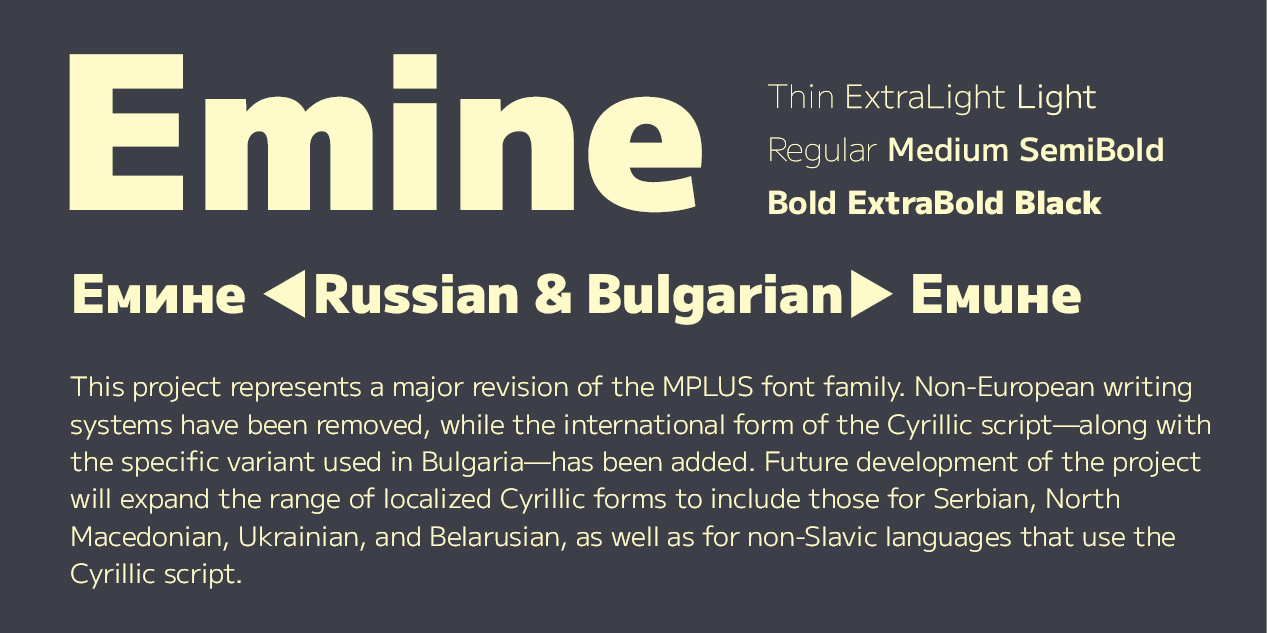 Emine
Thin ExtraLight Light
Regular Medium SemiBold
Bold ExtraBold Black
Емине ◀Russian & Bulgarian▶ Емине
This project represents a major revision of the MPLUS font family. Non-European writing
systems have been removed, while the international form of the Cyrillic script—along with
the specific variant used in Bulgaria—has been added. Future development of the project
will expand the range of localized Cyrillic forms to include those for Serbian, North
Macedonian, Ukrainian, and Belarusian, as well as for non-Slavic languages that use the
Cyrillic script.